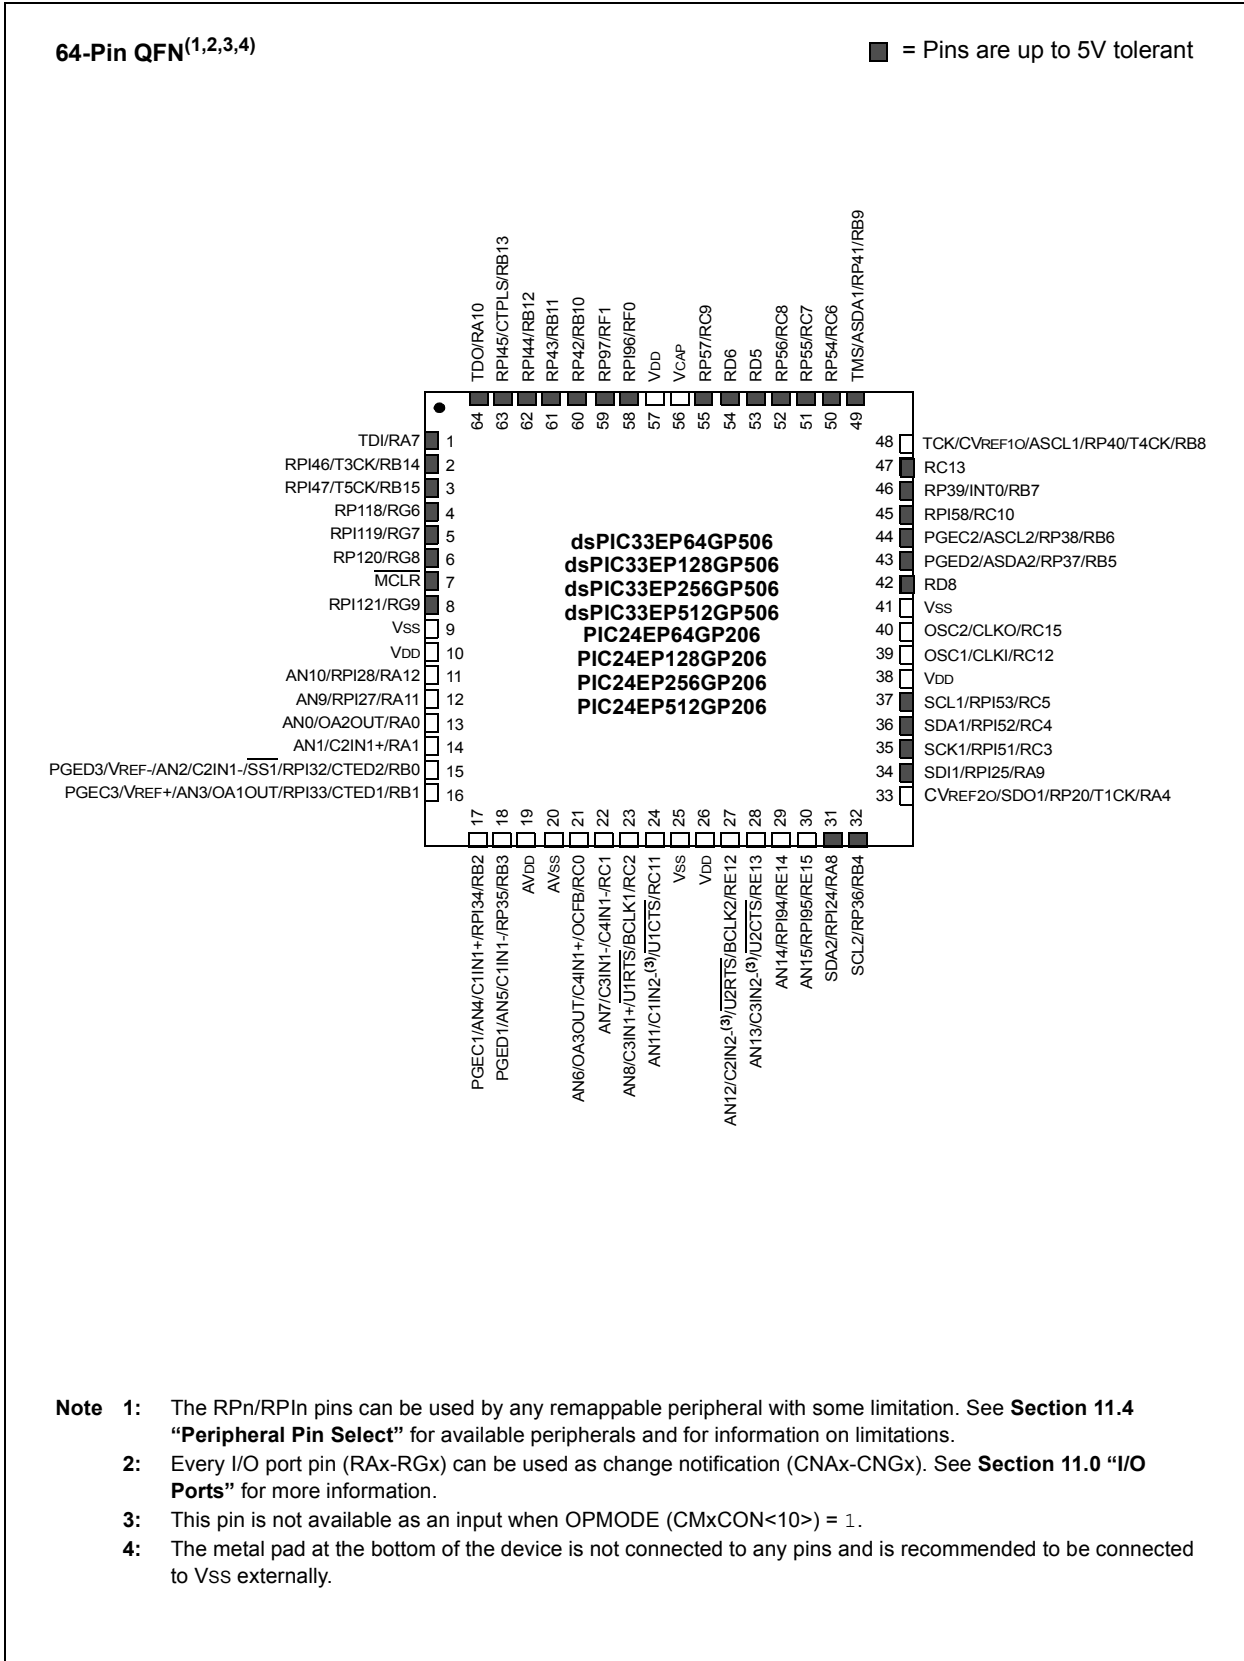 64-Pin QFN(1,2,3,4)
= Pins are up to 5V tolerant
TDO/RA10
RPI45/CTPLS/RB13
RPI44/RB12
RP43/RB11
RP42/RB10
RP97/RF1
RPI96/RF0
VDD
VCAP
RP57/RC9
RD6
RD5
RP56/RC8
RP55/RC7
RP54/RC6
TMS/ASDA1/RP41/RB9
64
63
62
61
60
59
58
57
56
55
54
53
52
51
50
49
TDI/RA7 1
RPI46/T3CK/RB14 2
RPI47/T5CK/RB15 3
RP118/RG6 4
RPI119/RG7 5
RP120/RG8 6
MCLR 7
RPI121/RG9 8
VSS 9
VDD 10
AN10/RPI28/RA12 11
AN9/RPI27/RA11 12
AN0/OA2OUT/RA0 13
AN1/C2IN1+/RA1 14
PGED3/VREF-/AN2/C2IN1-/SS1/RPI32/CTED2/RB0 15
PGEC3/VREF+/AN3/OA1OUT/RPI33/CTED1/RB1 16
dsPIC33EP64GP506
dsPIC33EP128GP506
dsPIC33EP256GP506
dsPIC33EP512GP506
PIC24EP64GP206
PIC24EP128GP206
PIC24EP256GP206
PIC24EP512GP206
48 TCK/CVREF1O/ASCL1/RP40/T4CK/RB8
47 RC13
46 RP39/INT0/RB7
45 RPI58/RC10
44 PGEC2/ASCL2/RP38/RB6
43 PGED2/ASDA2/RP37/RB5
42 RD8
41 VSS
40 OSC2/CLKO/RC15
39 OSC1/CLKI/RC12
38 VDD
37 SCL1/RPI53/RC5
36 SDA1/RPI52/RC4
35 SCK1/RPI51/RC3
34 SDI1/RPI25/RA9
33 CVREF2O/SDO1/RP20/T1CK/RA4
17
18
19
20
21
22
23
24
25
26
27
28
29
30
31
32
PGEC1/AN4/C1IN1+/RPI34/RB2
PGED1/AN5/C1IN1-/RP35/RB3
AVDD
AVSS
AN6/OA3OUT/C4IN1+/OCFB/RC0
AN7/C3IN1-/C4IN1-/RC1
AN8/C3IN1+/U1RTS/BCLK1/RC2
AN11/C1IN2-(3)/U1CTS/RC11
VSS
VDD
AN12/C2IN2-(3)/U2RTS/BCLK2/RE12
AN13/C3IN2-(3)/U2CTS/RE13
AN14/RPI94/RE14
AN15/RPI95/RE15
SDA2/RPI24/RA8
SCL2/RP36/RB4
Note 1: The RPn/RPIn pins can be used by any remappable peripheral with some limitation. See Section 11.4
“Peripheral Pin Select” for available peripherals and for information on limitations.
2: Every I/O port pin (RAx-RGx) can be used as change notification (CNAx-CNGx). See Section 11.0 “I/O
Ports” for more information.
3: This pin is not available as an input when OPMODE (CMxCON<10>) = 1.
4: The metal pad at the bottom of the device is not connected to any pins and is recommended to be connected
to VSS externally.